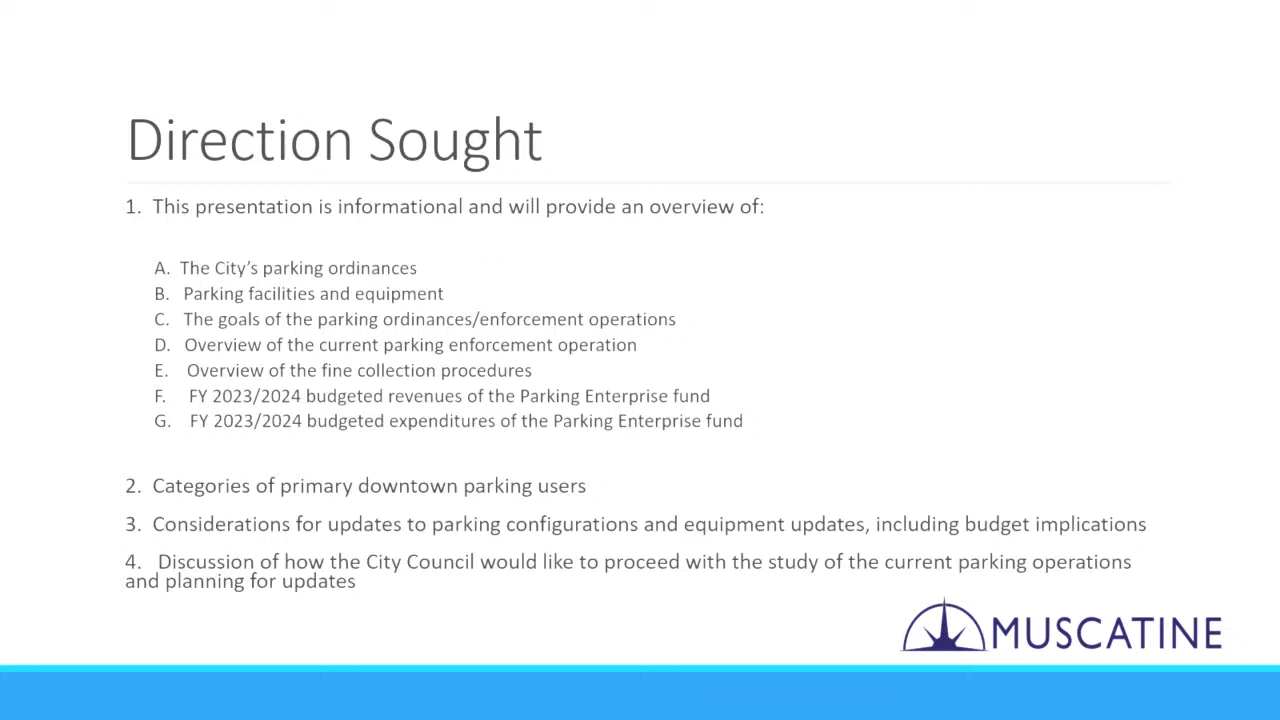 Direction Sought
1. This presentation is informational and will provide an overview of:
A. The City's parking ordinances
B. Parking facilities and equipment
C. The goals of the parking ordinances/enforcement operations
D. Overview of the current parking enforcement operation
E. Overview of the fine collection procedures
F. FY 2023/2024 budgeted revenues of the Parking Enterprise fund
G. FY 2023/2024 budgeted expenditures of the Parking Enterprise fund
2. Categories of primary downtown parking users
3. Considerations for updates to parking configurations and equipment updates, including budget implications
4. Discussion of how the City Council would like to proceed with the study of the current parking operations
and planning for updates
MUSCATINE